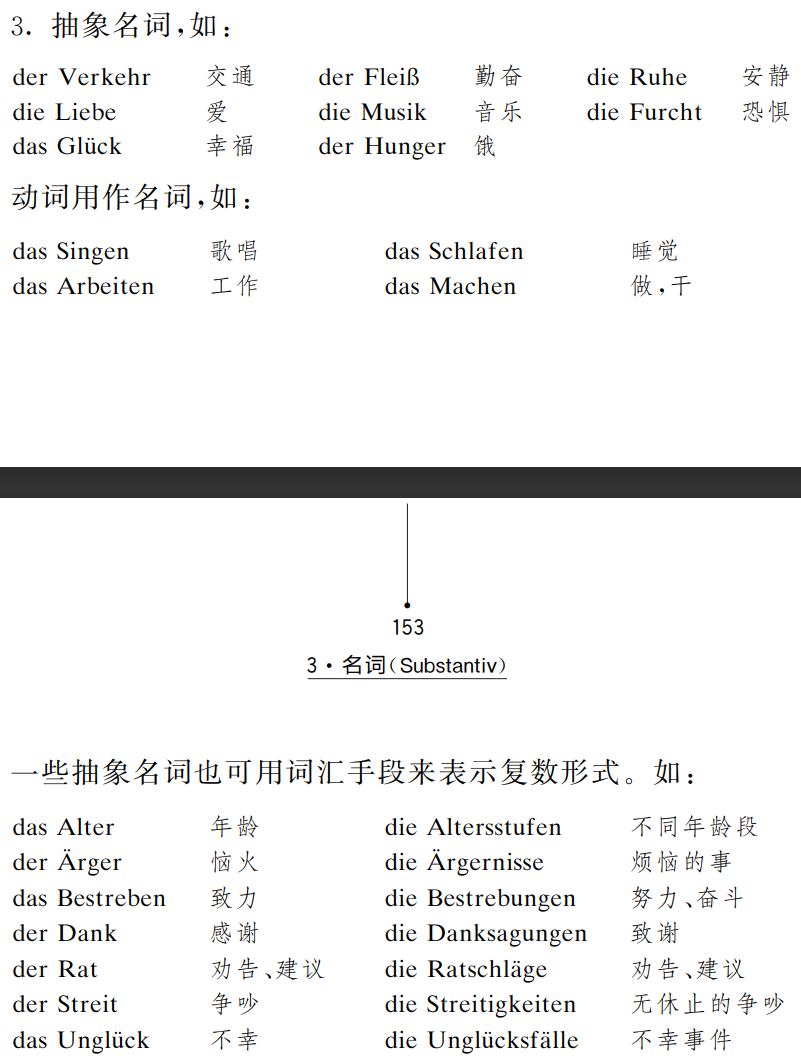 3. 抽象名词,如:
der Verkehr 交通 der Fleiß 勤奋 die Ruhe 安静
die Liebe 爱 die Musik 音乐 die Furcht 恐惧
das Glück 幸福 der Hunger 饿
动词用作名词,如:
das Singen 歌唱 das Schlafen 睡觉
das Arbeiten 工作 das Machen 做,干
153
3·名词(Substantiv)
一些抽象名词也可用词汇手段来表示复数形式。如:
das Alter 年龄 die Altersstufen 不同年龄段
der Ärger 恼火 die Ärgernisse 烦恼的事
das Bestreben 致力 die Bestrebungen 努力、奋斗
der Dank 感谢 die Danksagungen 致谢
der Rat 劝告、建议 die Ratschläge 劝告、建议
der Streit 争吵 die Streitigkeiten 无休止的争吵
das Unglück 不幸 die Unglücksfälle 不幸事件